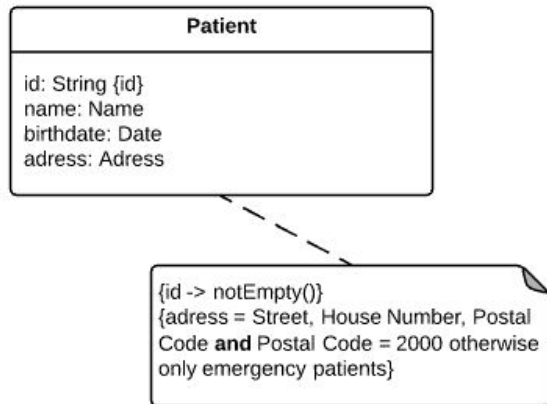 Patient
id: String {id}
name: Name
birthdate: Date
adress: Adress
{id -> notEmpty()}
{adress = Street, House Number, Postal
Code and Postal Code = 2000 otherwise
only emergency patients}